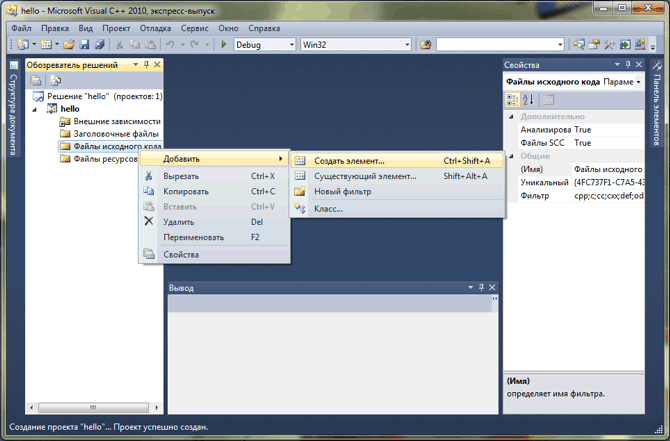 hello - Microsoft Visual C++ 2010, экспресс-выпуск
Файл Правка Вид Проект Отладка Сервис Окно Справка
Debug Win32
Обозреватель решений
Структура документа
Решение "hello" (проектов: 1)
hello
Внешние зависимости
Заголовочные файлы
Файлы исходного кода
Файлы ресурсов
Добавить
Вырезать Ctrl+X
Копировать Ctrl+C
Вставить Ctrl+V
Удалить Del
Переименовать F2
Свойства
Создать элемент... Ctrl+Shift+A
Существующий элемент... Shift+Alt+A
Новый фильтр
Класс...
Вывод
Свойства
Файлы исходного кода Параме
Дополнительно
Анализирова True
Файлы SCC True
Общие
(Имя) Файлы исходного
Уникальный {4FC737F1-C7A5-43
Фильтр cpp;c;cc;cxx;def;od
(Имя)
определяет имя фильтра.
Панель элементов
Создание проекта "hello"... Проект успешно создан.